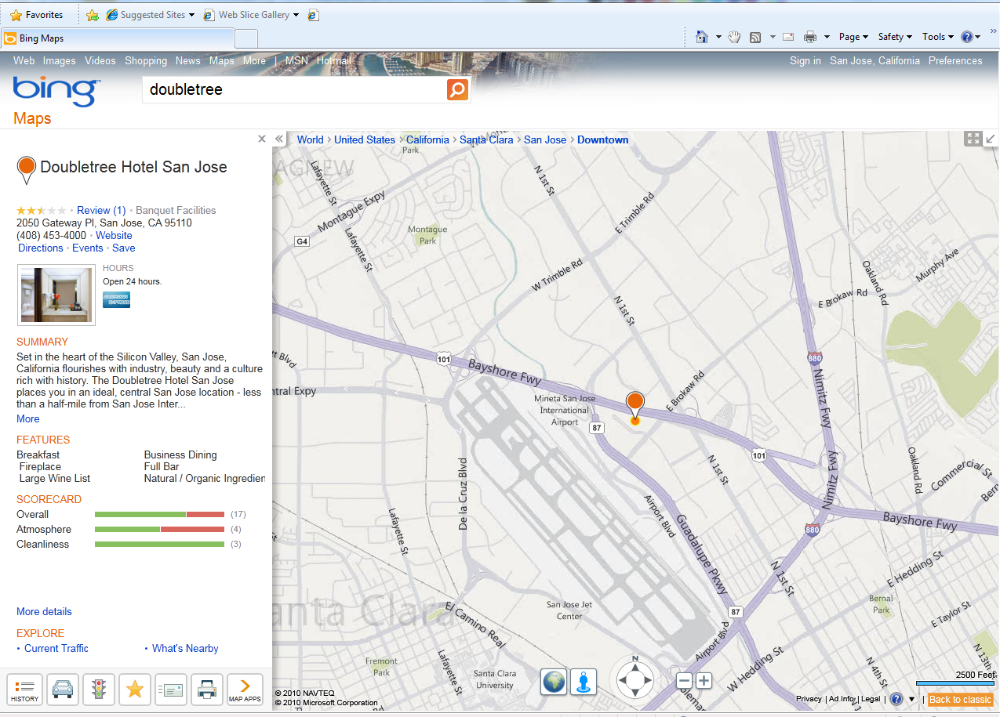 Favorites
Suggested Sites
Web Slice Gallery
Bing Maps
Page
Safety
Tools
»
Web Images Videos Shopping News Maps More | MSN Hotmail
Sign in San Jose, California Preferences
bing™
doubletree
Maps
World > United States > California > Santa Clara > San Jose > Downtown
Doubletree Hotel San Jose
Review (1) • Banquet Facilities
2050 Gateway Pl, San Jose, CA 95110
(408) 453-4000 • Website
Directions • Events • Save
HOURS
Open 24 hours.
AMERICAN EXPRESS
SUMMARY
Set in the heart of the Silicon Valley, San Jose,
California flourishes with industry, beauty and a culture
rich with history. The Doubletree Hotel San Jose
places you in an ideal, central San Jose location - less
than a half-mile from San Jose Inter...
More
FEATURES
Breakfast Business Dining
Fireplace Full Bar
Large Wine List Natural / Organic Ingredien
SCORECARD
Overall (17)
Atmosphere (4)
Cleanliness (3)
More details
EXPLORE
• Current Traffic • What's Nearby
HISTORY
MAP APPS
AGNEW
Park
W Mont
Lafayette St
Montague Expy
G4
Lafayette St
Montague
Park
N 1st St
E Trimble Rd
W Trimble Rd
N 1st St
Oakland Rd
Murphy Ave
E Brokaw Rd
101
Bayshore Fwy
880
Nimitz Fwy
tt Blvd
ntral Expy
Mineta San Jose
International
Airport
87
E Brokaw Rd
101
N 1st St
Oakland Rd
Commercial St
Bern
Nimitz Fwy
De la Cruz Blvd
Airport Blvd
Guadalupe Pkwy
Bayshore Fwy
880
Lafayette St
N 1st St
E Hedding St
San Jose Jet
Center
87
Bernal
Park
E Taylor St
Santa Clara
El Camino Real
Airport Blvd
Fremont
Park
Lafayette St
Santa Clara
University
N
W Hedding St
N 4th St
N 13th
oleman
2500 Feet
© 2010 NAVTEQ
© 2010 Microsoft Corporation
Privacy | Ad Info | Legal |
| Back to classic